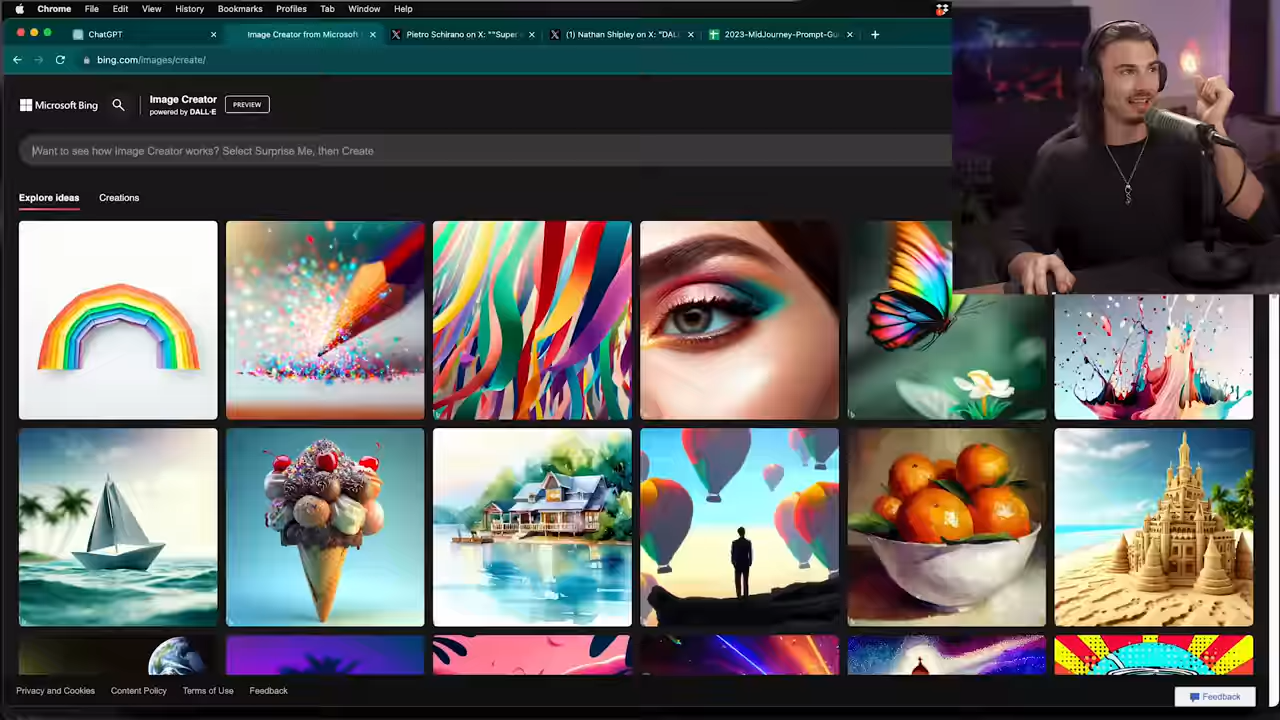 Chrome File Edit View History Bookmarks Profiles Tab Window Help
ChatGPT
Image Creator from Microsoft
Pietro Schirano on X: "“Super
(1) Nathan Shipley on X: "DAL
2023-MidJourney-Prompt-Gu
bing.com/images/create/
Microsoft Bing
Image Creator
powered by DALL·E
PREVIEW
Want to see how Image Creator works? Select Surprise Me, then Create
Explore ideas
Creations
Privacy and Cookies
Content Policy
Terms of Use
Feedback
Feedback